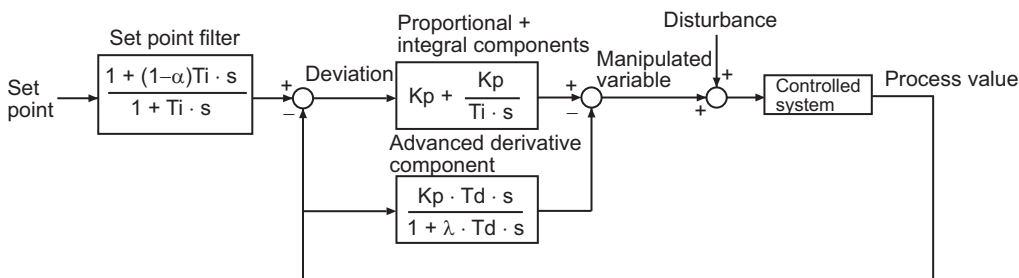 Set point filter
1 + (1–α)Ti · s
1 + Ti · s
Set
point
+
–
Deviation
Proportional +
integral components
Kp +
Kp
Ti · s
+
–
Advanced derivative
component
Kp · Td · s
1 + λ · Td · s
Manipulated
variable
Disturbance
+
+
Controlled
system
Process value